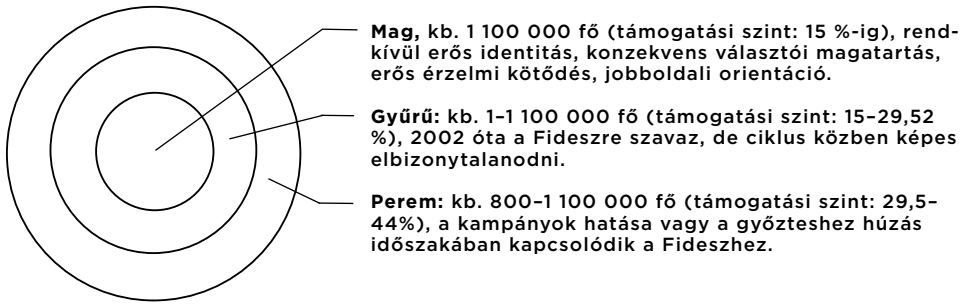 Mag, kb. 1 100 000 fő (támogatási szint: 15 %-ig), rend-
kívül erős identitás, konzekvens választói magatartás,
erős érzelmi kötődés, jobboldali orientáció.
Gyűrű: kb. 1–1 100 000 fő (támogatási szint: 15–29,52
%), 2002 óta a Fideszre szavaz, de ciklus közben képes
elbizonytalanodni.
Perem: kb. 800–1 100 000 fő (támogatási szint: 29,5–
44%), a kampányok hatása vagy a győzteshez húzás
időszakában kapcsolódik a Fideszhez.